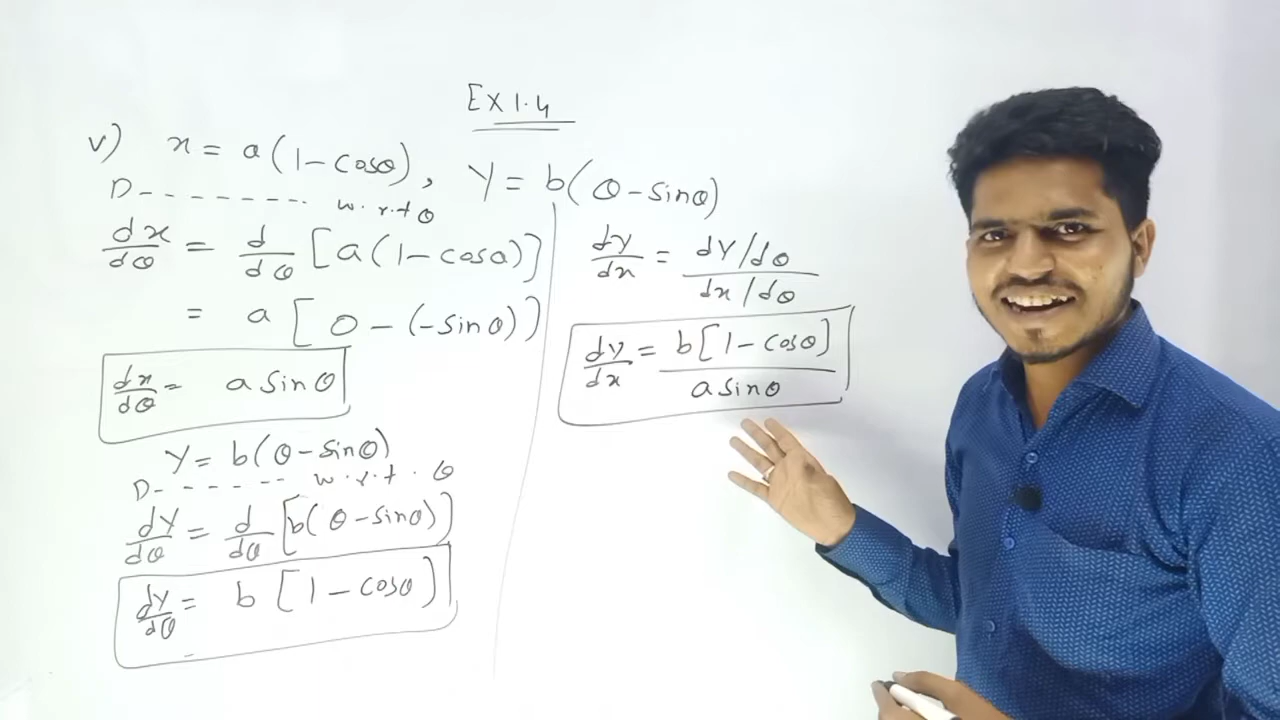 Ex 1.4
v) x = a(1-cosθ), y = b(θ-sinθ)
D- - - - - - - - w.r.t θ
dx/dθ = d/dθ [a(1-cosθ)]
= a[0-(-sinθ)]
dx/dθ = a sinθ
y = b(θ-sinθ)
D- - - - - - - w.r.t. θ
dy/dθ = d/dθ [b(θ-sinθ)]
dy/dθ = b[1-cosθ]
dy/dx = dy/dθ / dx/dθ
dy/dx = b[1-cosθ] / a sinθ